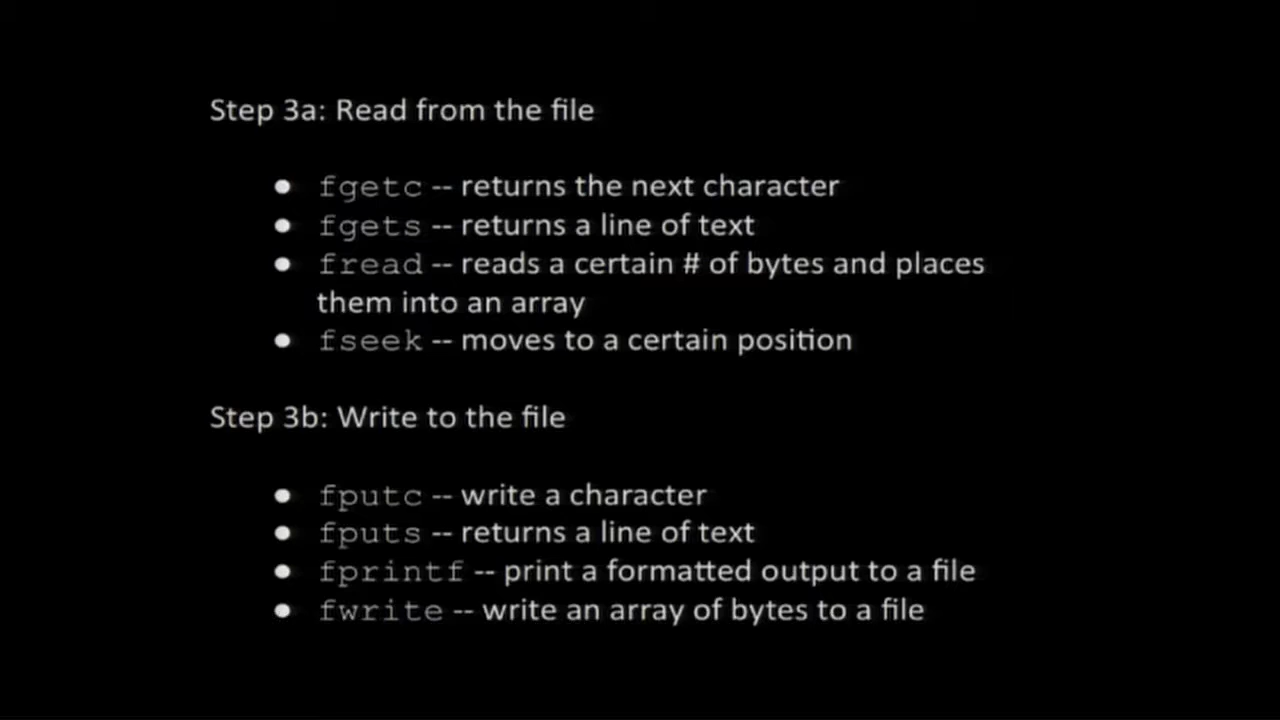 Step 3a: Read from the file
● fgetc -- returns the next character
● fgets -- returns a line of text
● fread -- reads a certain # of bytes and places
them into an array
● fseek -- moves to a certain position
Step 3b: Write to the file
● fputc -- write a character
● fputs -- returns a line of text
● fprintf -- print a formatted output to a file
● fwrite -- write an array of bytes to a file